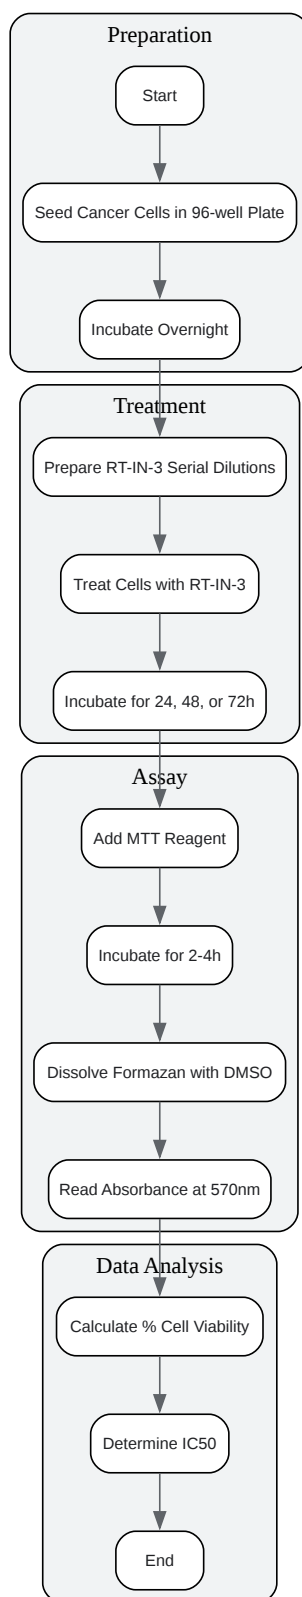 Preparation
Start
Seed Cancer Cells in 96-well Plate
Incubate Overnight
Treatment
Prepare RT-IN-3 Serial Dilutions
Treat Cells with RT-IN-3
Incubate for 24, 48, or 72h
Assay
Add MTT Reagent
Incubate for 2-4h
Dissolve Formazan with DMSO
Read Absorbance at 570nm
Data Analysis
Calculate % Cell Viability
Determine IC50
End